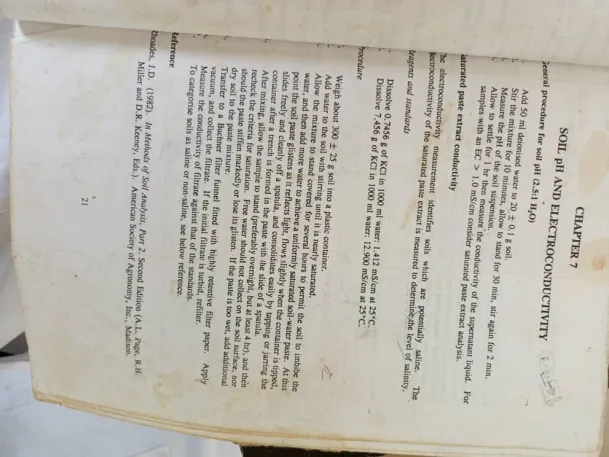 CHAPTER 7
SOIL pH AND ELECTROCONDUCTIVITY
General procedure for soil pH (2.5:1 in H₂O)
Add 50 ml deionised water to 20 ± 0.1 g soil.
Stir the mixture for 10 minutes, allow to stand for 30 min, stir again for 2 min.
Measure the pH of the soil suspension.
Allow to settle for 1 hr then measure the conductivity of the supernatant liquid. For
samples with an EC > 1.0 mS/cm consider saturated paste extract analysis.
Saturated paste extract conductivity
The electroconductivity measurement identifies soils which are potentially saline. The
electroconductivity of the saturated paste extract is measured to determine the level of salinity.
Reagents and standards
Dissolve 0.7456 g of KCl in 1000 ml water: 1.412 mS/cm at 25°C.
Dissolve 7.456 g of KCl in 1000 ml water: 12.900 mS/cm at 25°C.
Procedure
Weigh about 300 ± 25 g soil into a plastic container.
Add water to the soil with stirring until it is nearly saturated.
Allow the mixture to stand covered for several hours to permit the soil to imbibe the
water, and then add more water to achieve a uniformly saturated soil-water paste. At this
point the soil paste glistens as it reflects light, flows slightly when the container is tipped,
slides freely and cleanly off a spatula, and consolidates easily by tapping or jarring the
container after a trench is formed in the paste with the side of a spatula.
After mixing, allow the sample to stand (preferably overnight, but at least 4 hr), and then
recheck the criteria for saturation. Free water should not collect on the soil surface, nor
should the paste stiffen markedly or lose its glisten. If the paste is too wet, add additional
dry soil to the paste mixture.
Transfer to a Buchner filter funnel fitted with highly retentive filter paper. Apply
vacuum, and collect the filtrate. If the initial filtrate is turbid, refilter.
Measure the conductivity of filtrate against that of the standards.
To categorise soils as saline or non-saline, see below reference.
Reference
Rhoades, J.D. (1982). In Methods of Soil Analysis, Part 2. Second Edition (A.L. Page, R.H.
Miller and D.R. Keeney, Eds.). American Society of Agronomy, Inc., Madison.
21